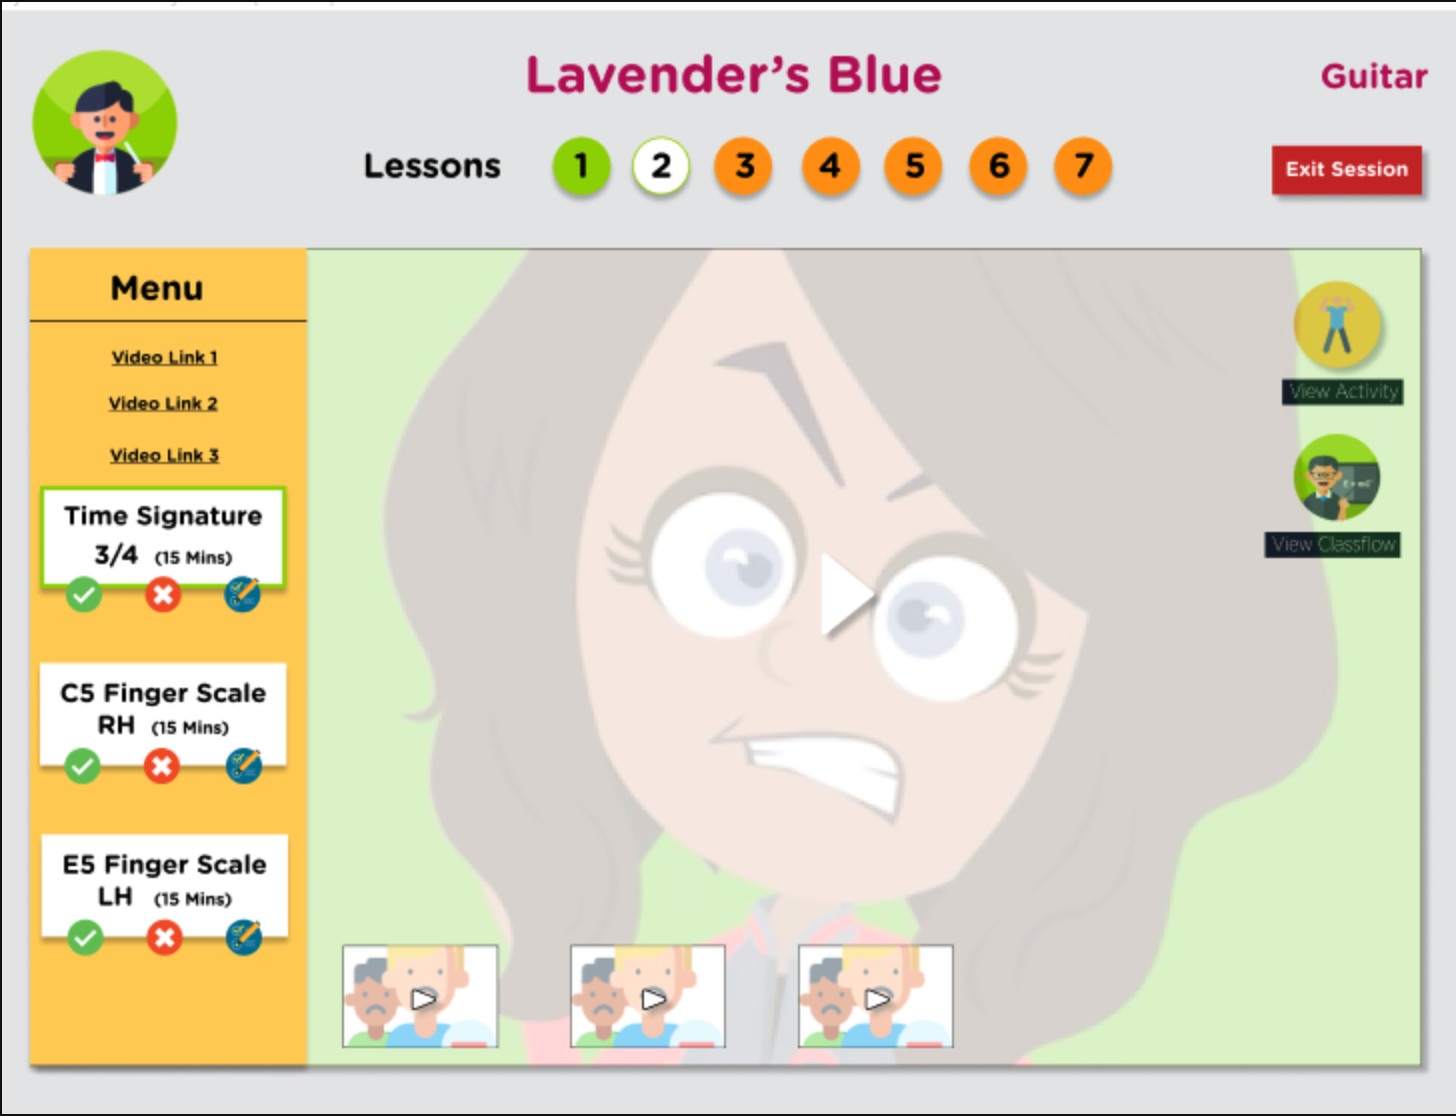 Lavender's Blue
Guitar
Lessons 1 2 3 4 5 6 7
Exit Session
Menu
Video Link 1
Video Link 2
Video Link 3
Time Signature
3/4 (15 Mins)
C5 Finger Scale
RH (15 Mins)
E5 Finger Scale
LH (15 Mins)
View Activity
View Classflow